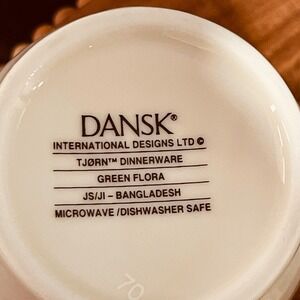 DANSK®
INTERNATIONAL DESIGNS LTD ©
TJØRN™ DINNERWARE
GREEN FLORA
JS/JI – BANGLADESH
MICROWAVE /DISHWASHER SAFE
70